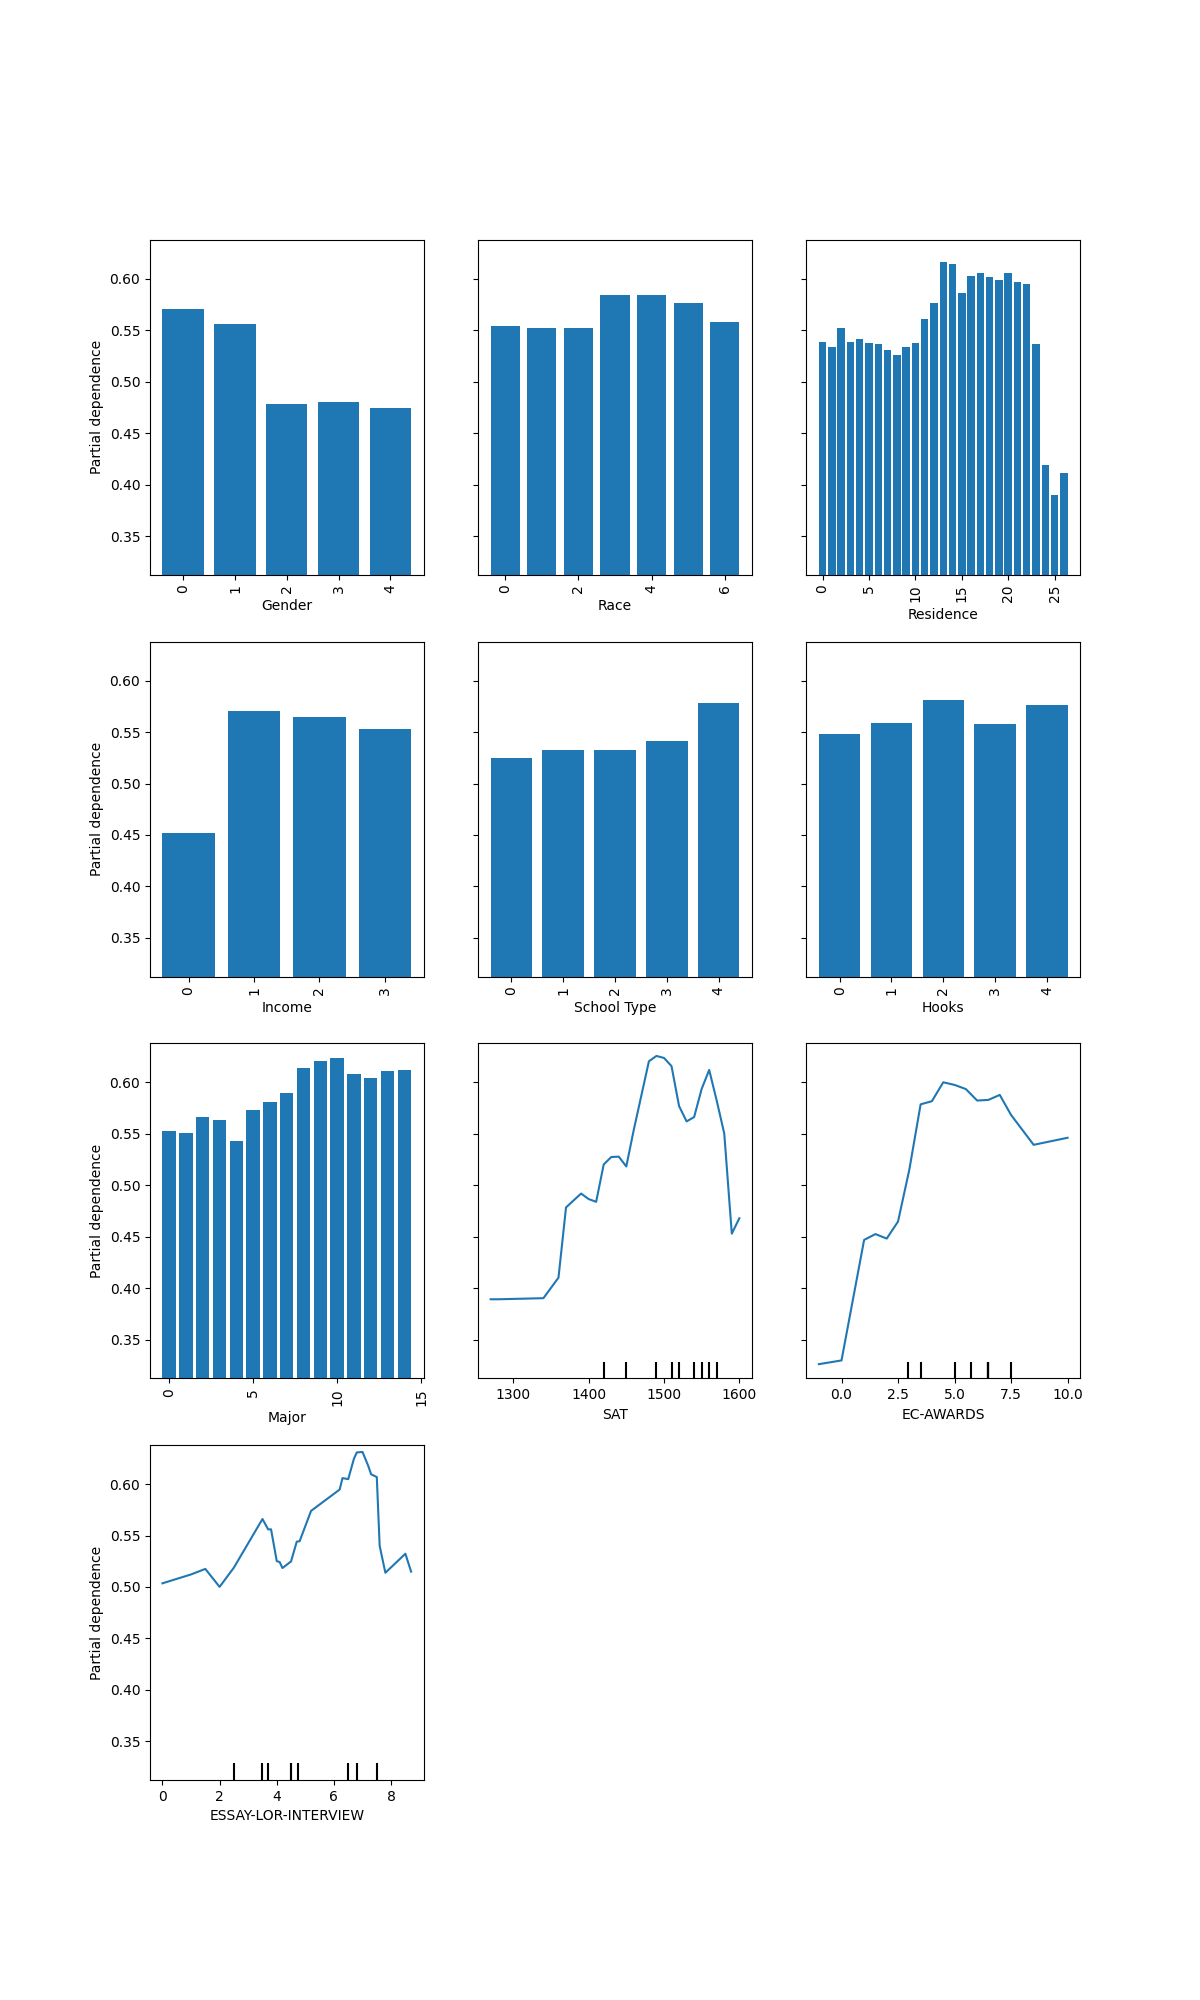 0.60
0.55
0.50
0.45
0.40
0.35
Partial dependence
0 1 2 3 4
Gender
0 2 4 6
Race
0 5 10 15 20 25
Residence
0.60
0.55
0.50
0.45
0.40
0.35
Partial dependence
0 1 2 3
Income
0 1 2 3 4
School Type
0 1 2 3 4
Hooks
0.60
0.55
0.50
0.45
0.40
0.35
Partial dependence
0 5 10 15
Major
1300 1400 1500 1600
SAT
0.0 2.5 5.0 7.5 10.0
EC-AWARDS
0.60
0.55
0.50
0.45
0.40
0.35
Partial dependence
0 2 4 6 8
ESSAY-LOR-INTERVIEW